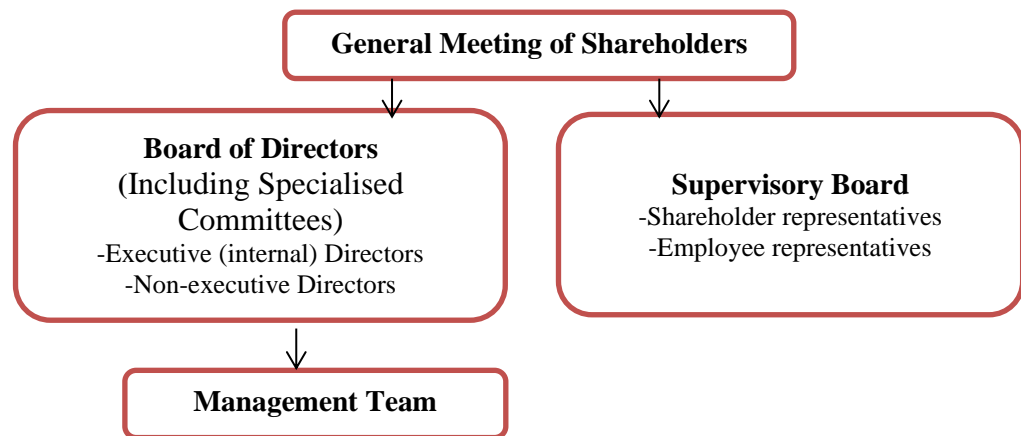 General Meeting of Shareholders
Board of Directors
(Including Specialised
Committees)
-Executive (internal) Directors
-Non-executive Directors
Supervisory Board
-Shareholder representatives
-Employee representatives
Management Team